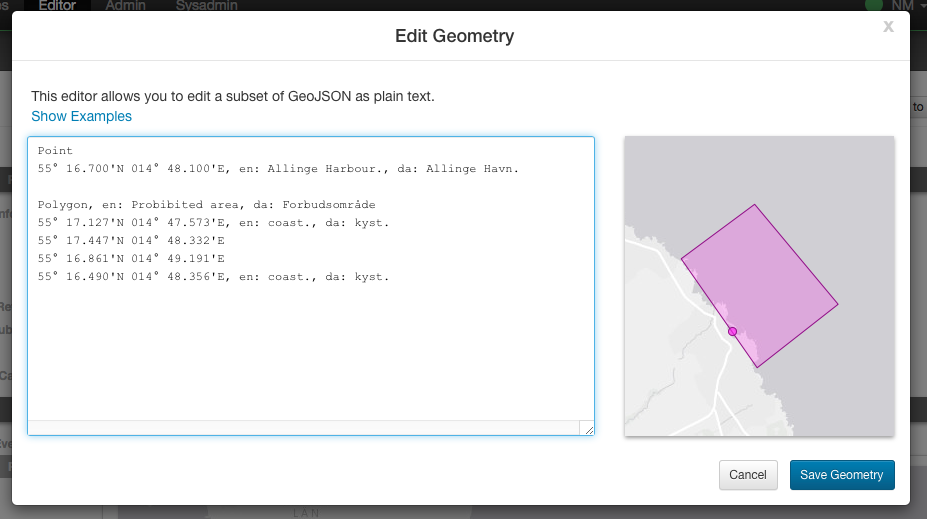 Editor Admin Sysadmin NM
Edit Geometry
x
This editor allows you to edit a subset of GeoJSON as plain text.
Show Examples
to
Point
55° 16.700'N 014° 48.100'E, en: Allinge Harbour., da: Allinge Havn.
Polygon, en: Probibited area, da: Forbudsområde
55° 17.127'N 014° 47.573'E, en: coast., da: kyst.
55° 17.447'N 014° 48.332'E
55° 16.861'N 014° 49.191'E
55° 16.490'N 014° 48.356'E, en: coast., da: kyst.
Cancel Save Geometry
LÄN